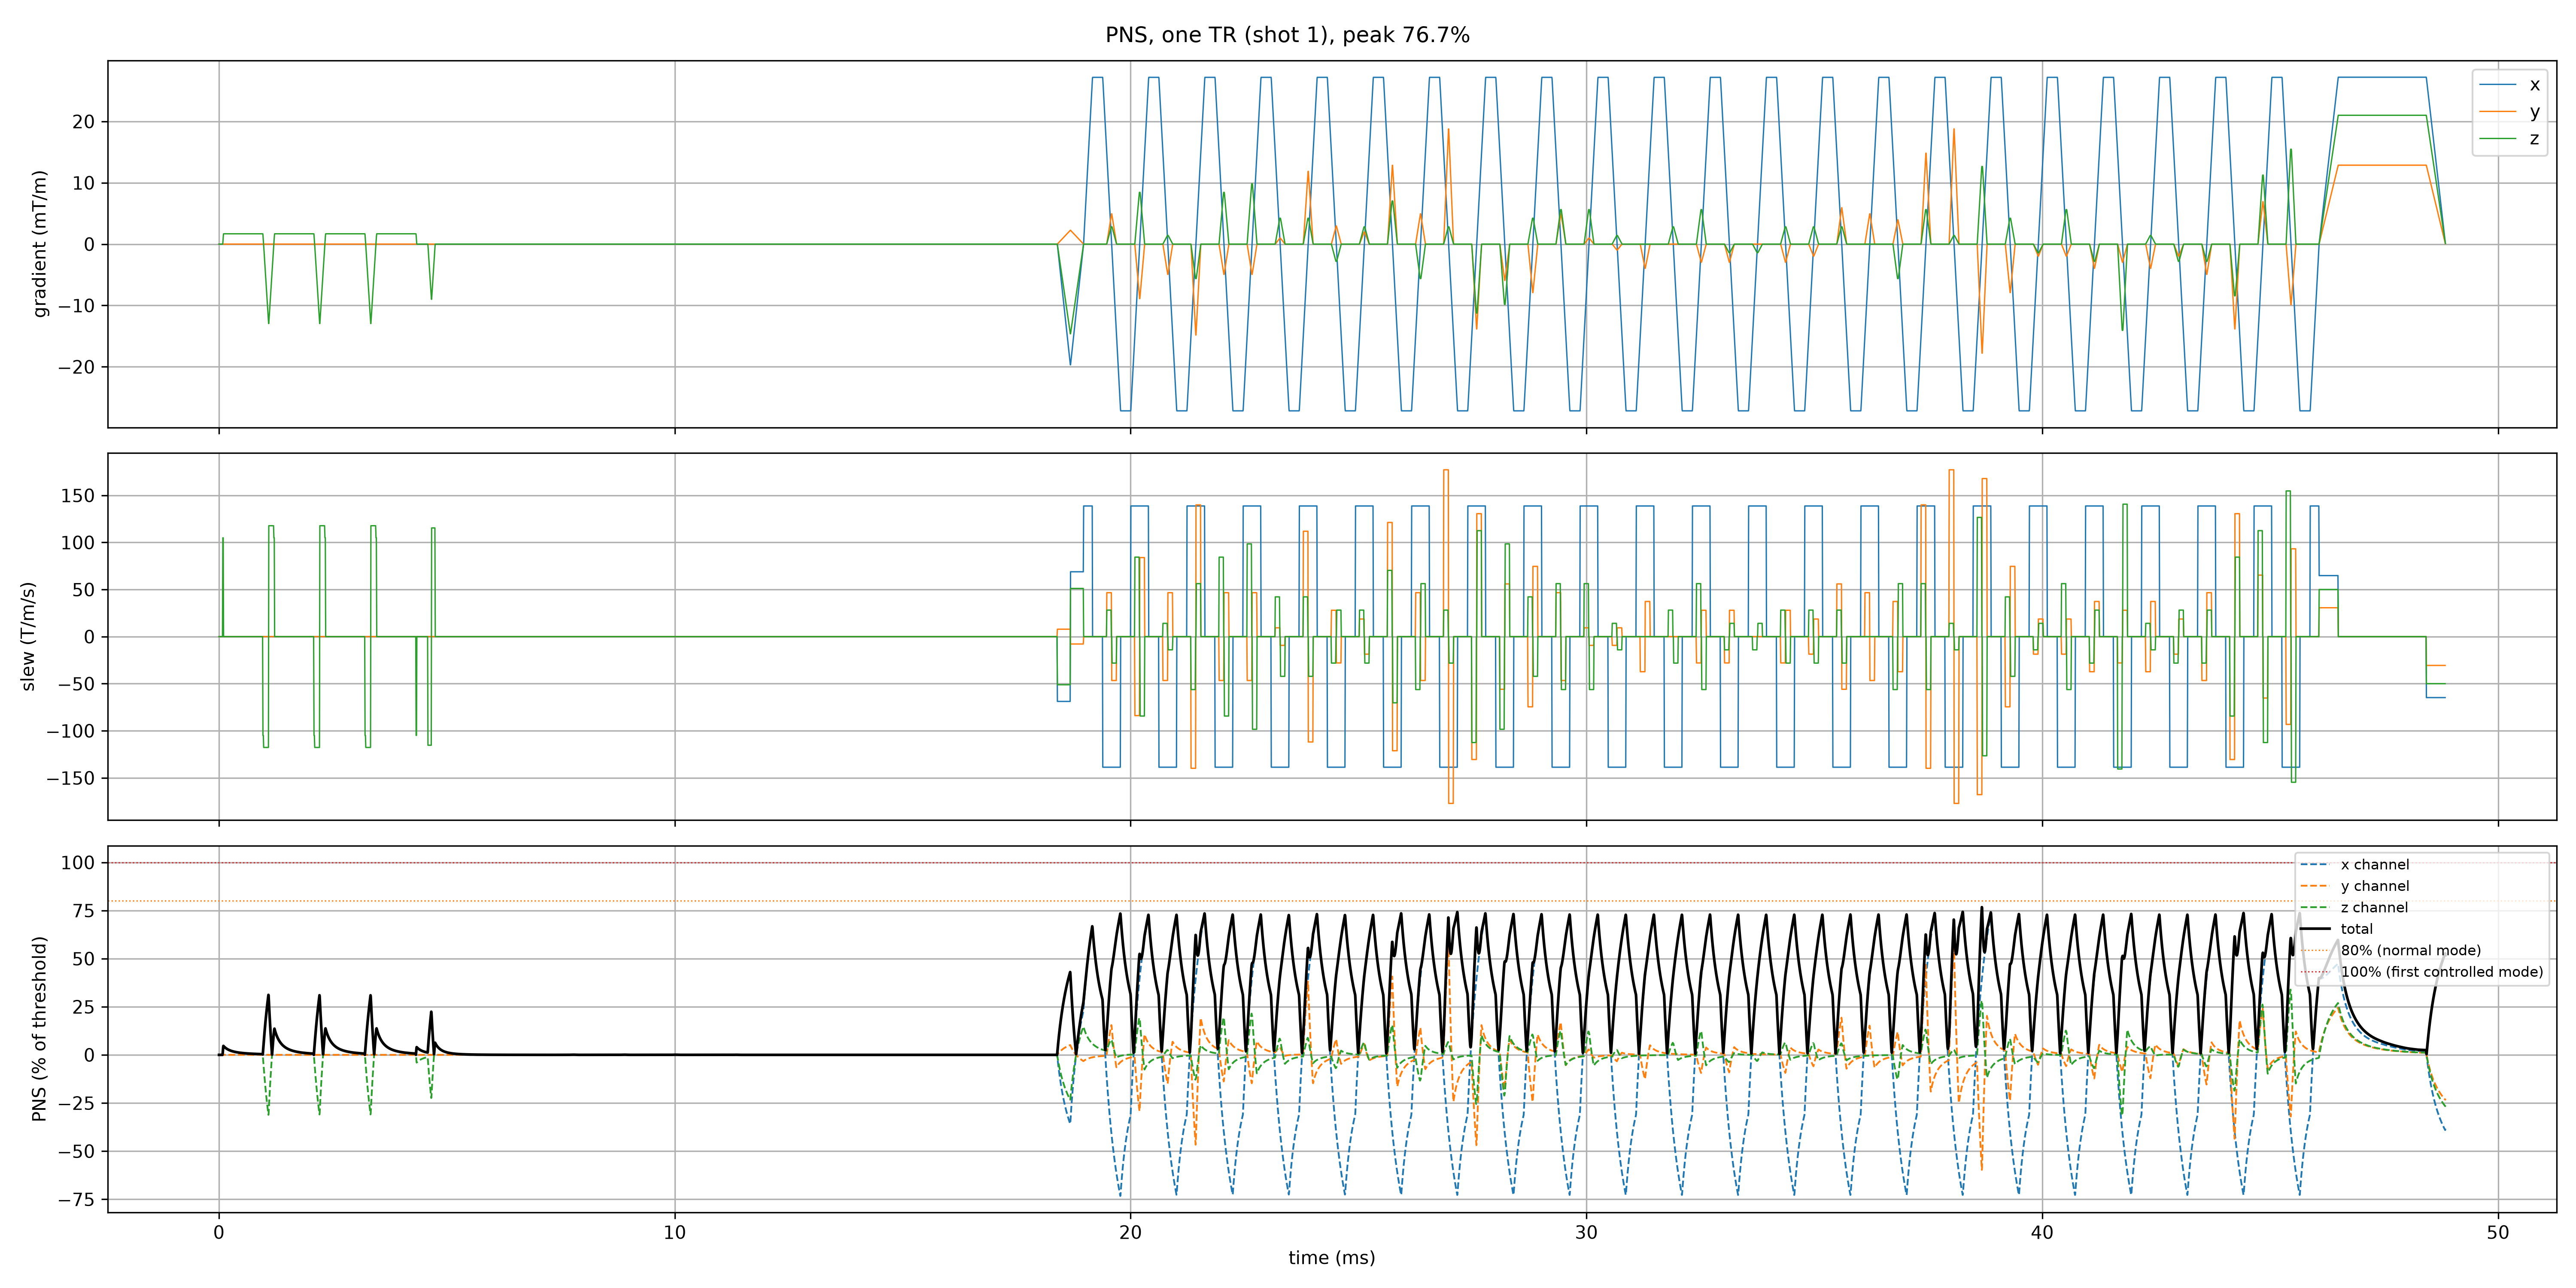 PNS, one TR (shot 1), peak 76.7%
gradient (mT/m)
20
10
0
−10
−20
x
y
z
slew (T/m/s)
150
100
50
0
−50
−100
−150
PNS (% of threshold)
100
75
50
25
0
−25
−50
−75
x channel
y channel
z channel
total
80% (normal mode)
100% (first controlled mode)
0 10 20 30 40 50
time (ms)